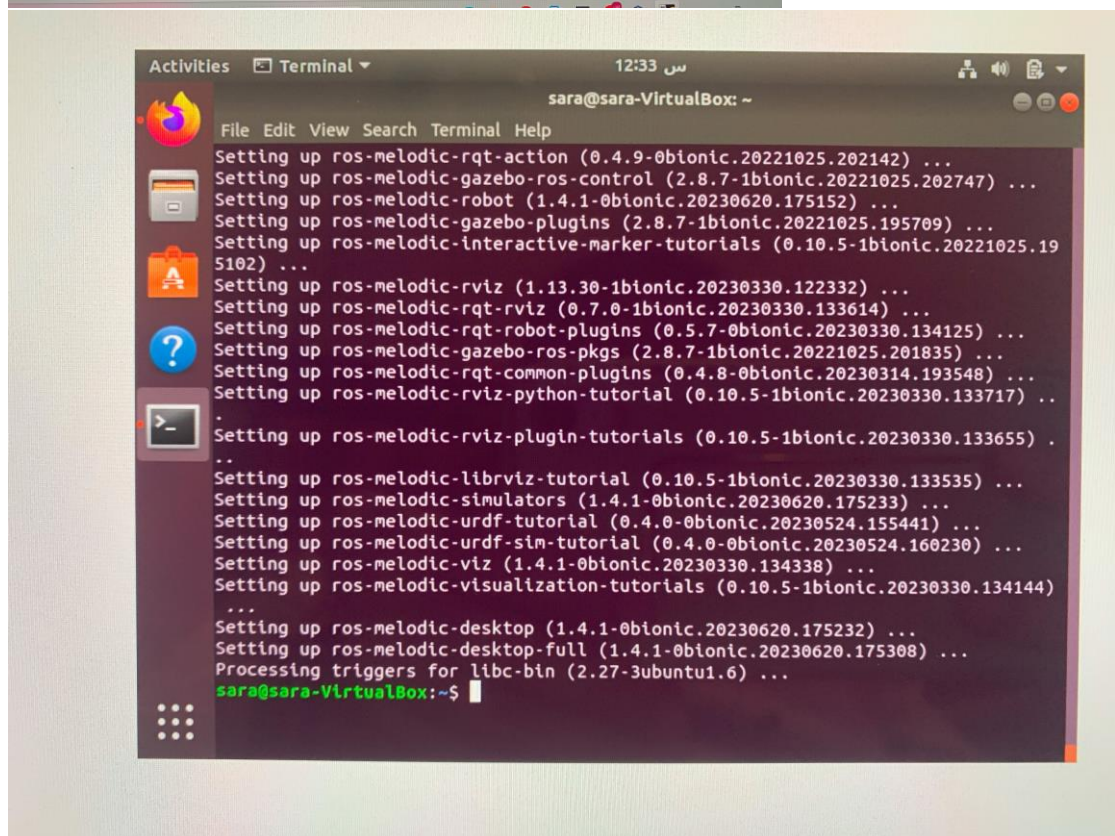 Activities Terminal
12:33 س
sara@sara-VirtualBox: ~
File Edit View Search Terminal Help
Setting up ros-melodic-rqt-action (0.4.9-0bionic.20221025.202142) ...
Setting up ros-melodic-gazebo-ros-control (2.8.7-1bionic.20221025.202747) ...
Setting up ros-melodic-robot (1.4.1-0bionic.20230620.175152) ...
Setting up ros-melodic-gazebo-plugins (2.8.7-1bionic.20221025.195709) ...
Setting up ros-melodic-interactive-marker-tutorials (0.10.5-1bionic.20221025.19
5102) ...
Setting up ros-melodic-rviz (1.13.30-1bionic.20230330.122332) ...
Setting up ros-melodic-rqt-rviz (0.7.0-1bionic.20230330.133614) ...
Setting up ros-melodic-rqt-robot-plugins (0.5.7-0bionic.20230330.134125) ...
Setting up ros-melodic-gazebo-ros-pkgs (2.8.7-1bionic.20221025.201835) ...
Setting up ros-melodic-rqt-common-plugins (0.4.8-0bionic.20230314.193548) ...
Setting up ros-melodic-rviz-python-tutorial (0.10.5-1bionic.20230330.133717) ..
.
Setting up ros-melodic-rviz-plugin-tutorials (0.10.5-1bionic.20230330.133655) .
..
Setting up ros-melodic-librviz-tutorial (0.10.5-1bionic.20230330.133535) ...
Setting up ros-melodic-simulators (1.4.1-0bionic.20230620.175233) ...
Setting up ros-melodic-urdf-tutorial (0.4.0-0bionic.20230524.155441) ...
Setting up ros-melodic-urdf-sim-tutorial (0.4.0-0bionic.20230524.160230) ...
Setting up ros-melodic-viz (1.4.1-0bionic.20230330.134338) ...
Setting up ros-melodic-visualization-tutorials (0.10.5-1bionic.20230330.134144)
...
Setting up ros-melodic-desktop (1.4.1-0bionic.20230620.175232) ...
Setting up ros-melodic-desktop-full (1.4.1-0bionic.20230620.175308) ...
Processing triggers for libc-bin (2.27-3ubuntu1.6) ...
sara@sara-VirtualBox:~$